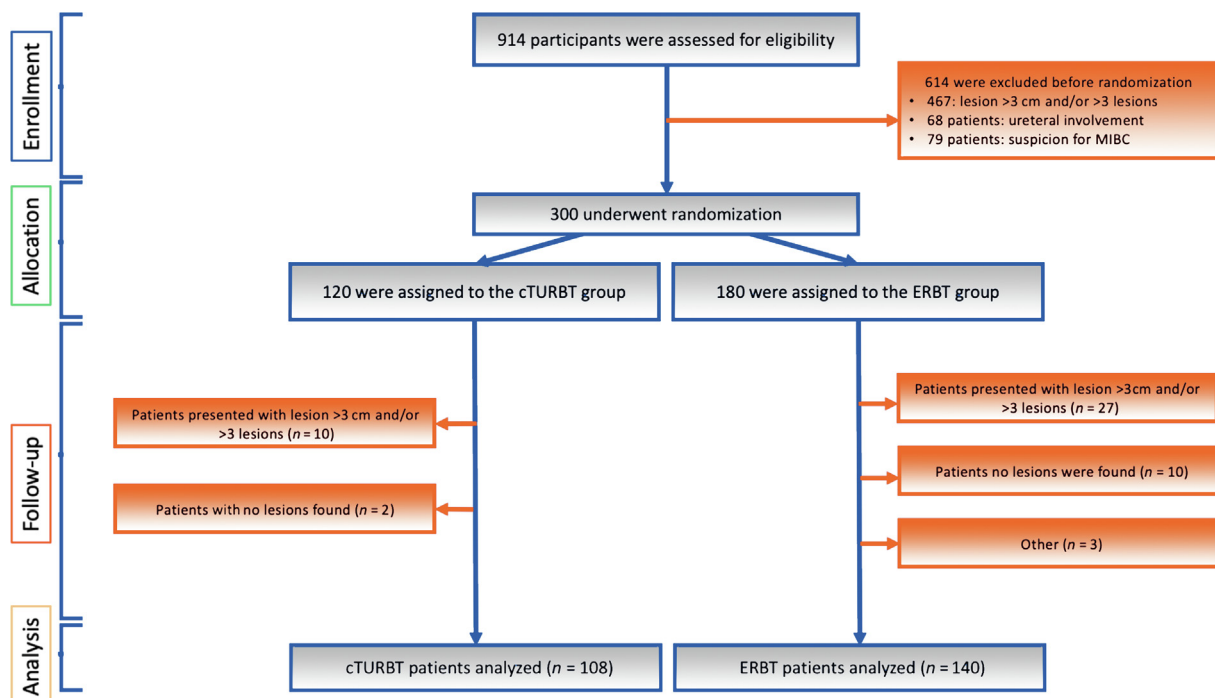 Enrollment
914 participants were assessed for eligibility
614 were excluded before randomization
• 467: lesion >3 cm and/or >3 lesions
• 68 patients: ureteral involvement
• 79 patients: suspicion for MIBC
Allocation
300 underwent randomization
120 were assigned to the cTURBT group
180 were assigned to the ERBT group
Follow-up
Patients presented with lesion >3 cm and/or
>3 lesions (n = 10)
Patients with no lesions found (n = 2)
Patients presented with lesion >3cm and/or
>3 lesions (n = 27)
Patients no lesions were found (n = 10)
Other (n = 3)
Analysis
cTURBT patients analyzed (n = 108)
ERBT patients analyzed (n = 140)